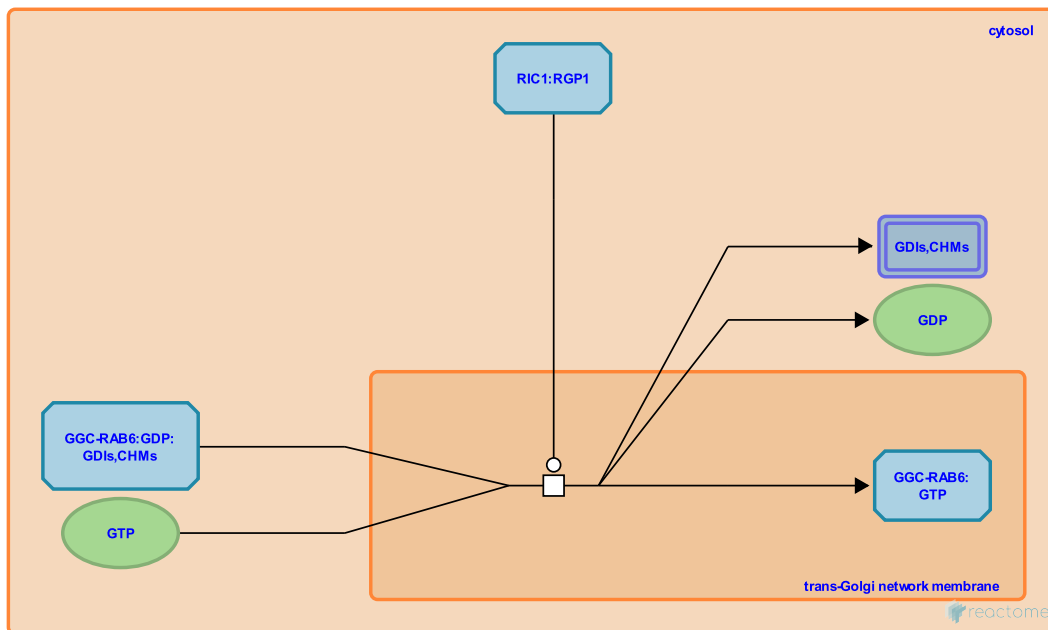 cytosol
RIC1:RGP1
GDIs,CHMs
GDP
GGC-RAB6:GDP:
GDIs,CHMs
GTP
GGC-RAB6:
GTP
trans-Golgi network membrane
reactome